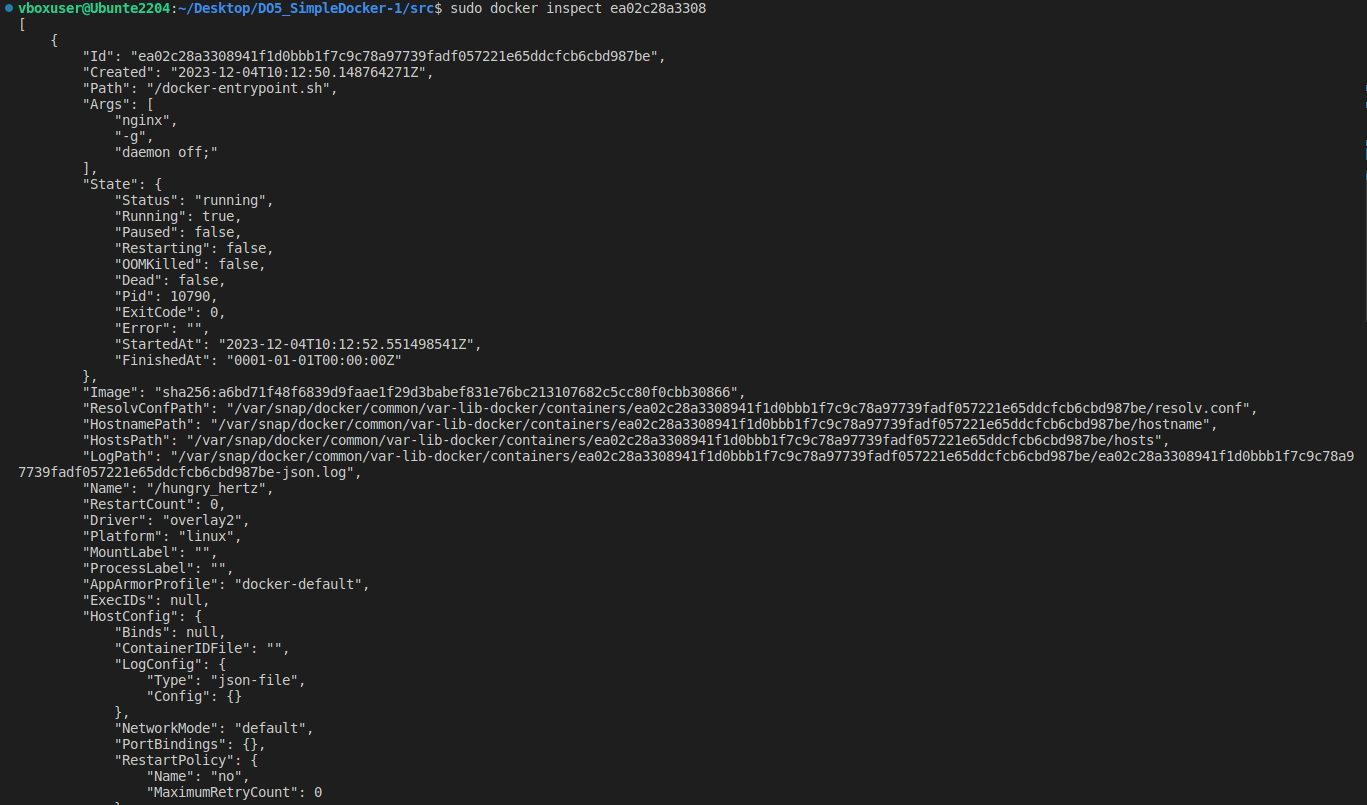 vboxuser@Ubunte2204:~/Desktop/DO5_SimpleDocker-1/src$ sudo docker inspect ea02c28a3308
[
    {
        "Id": "ea02c28a3308941f1d0bbb1f7c9c78a97739fadf057221e65ddcfcb6cbd987be",
        "Created": "2023-12-04T10:12:50.148764271Z",
        "Path": "/docker-entrypoint.sh",
        "Args": [
            "nginx",
            "-g",
            "daemon off;"
        ],
        "State": {
            "Status": "running",
            "Running": true,
            "Paused": false,
            "Restarting": false,
            "OOMKilled": false,
            "Dead": false,
            "Pid": 10790,
            "ExitCode": 0,
            "Error": "",
            "StartedAt": "2023-12-04T10:12:52.551498541Z",
            "FinishedAt": "0001-01-01T00:00:00Z"
        },
        "Image": "sha256:a6bd71f48f6839d9faae1f29d3babef831e76bc213107682c5cc80f0cbb30866",
        "ResolvConfPath": "/var/snap/docker/common/var-lib-docker/containers/ea02c28a3308941f1d0bbb1f7c9c78a97739fadf057221e65ddcfcb6cbd987be/resolv.conf",
        "HostnamePath": "/var/snap/docker/common/var-lib-docker/containers/ea02c28a3308941f1d0bbb1f7c9c78a97739fadf057221e65ddcfcb6cbd987be/hostname",
        "HostsPath": "/var/snap/docker/common/var-lib-docker/containers/ea02c28a3308941f1d0bbb1f7c9c78a97739fadf057221e65ddcfcb6cbd987be/hosts",
        "LogPath": "/var/snap/docker/common/var-lib-docker/containers/ea02c28a3308941f1d0bbb1f7c9c78a97739fadf057221e65ddcfcb6cbd987be/ea02c28a3308941f1d0bbb1f7c9c78a9
7739fadf057221e65ddcfcb6cbd987be-json.log",
        "Name": "/hungry_hertz",
        "RestartCount": 0,
        "Driver": "overlay2",
        "Platform": "linux",
        "MountLabel": "",
        "ProcessLabel": "",
        "AppArmorProfile": "docker-default",
        "ExecIDs": null,
        "HostConfig": {
            "Binds": null,
            "ContainerIDFile": "",
            "LogConfig": {
                "Type": "json-file",
                "Config": {}
            },
            "NetworkMode": "default",
            "PortBindings": {},
            "RestartPolicy": {
                "Name": "no",
                "MaximumRetryCount": 0